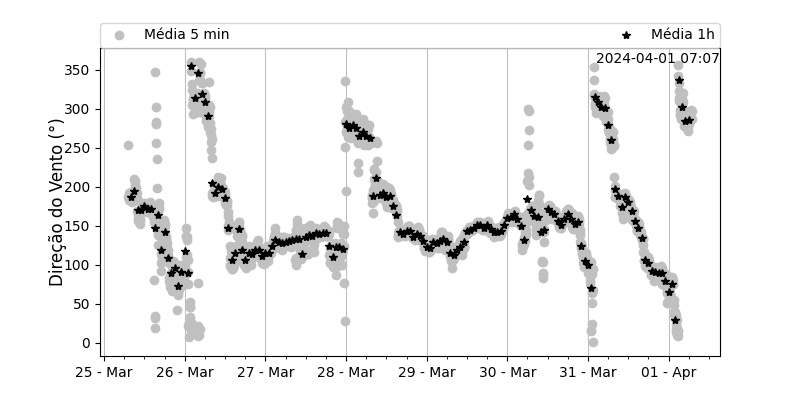 Média 5 min
Média 1h
2024-04-01 07:07
Direção do Vento (°)
350
300
250
200
150
100
50
0
25 - Mar
26 - Mar
27 - Mar
28 - Mar
29 - Mar
30 - Mar
31 - Mar
01 - Apr